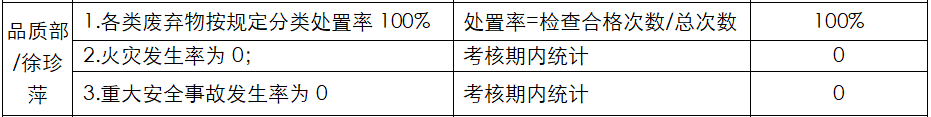 品质部
/徐珍
萍
1.各类废弃物按规定分类处置率 100% 处置率=检查合格次数/总次数 100%
2.火灾发生率为 0; 考核期内统计 0
3.重大安全事故发生率为 0 考核期内统计 0